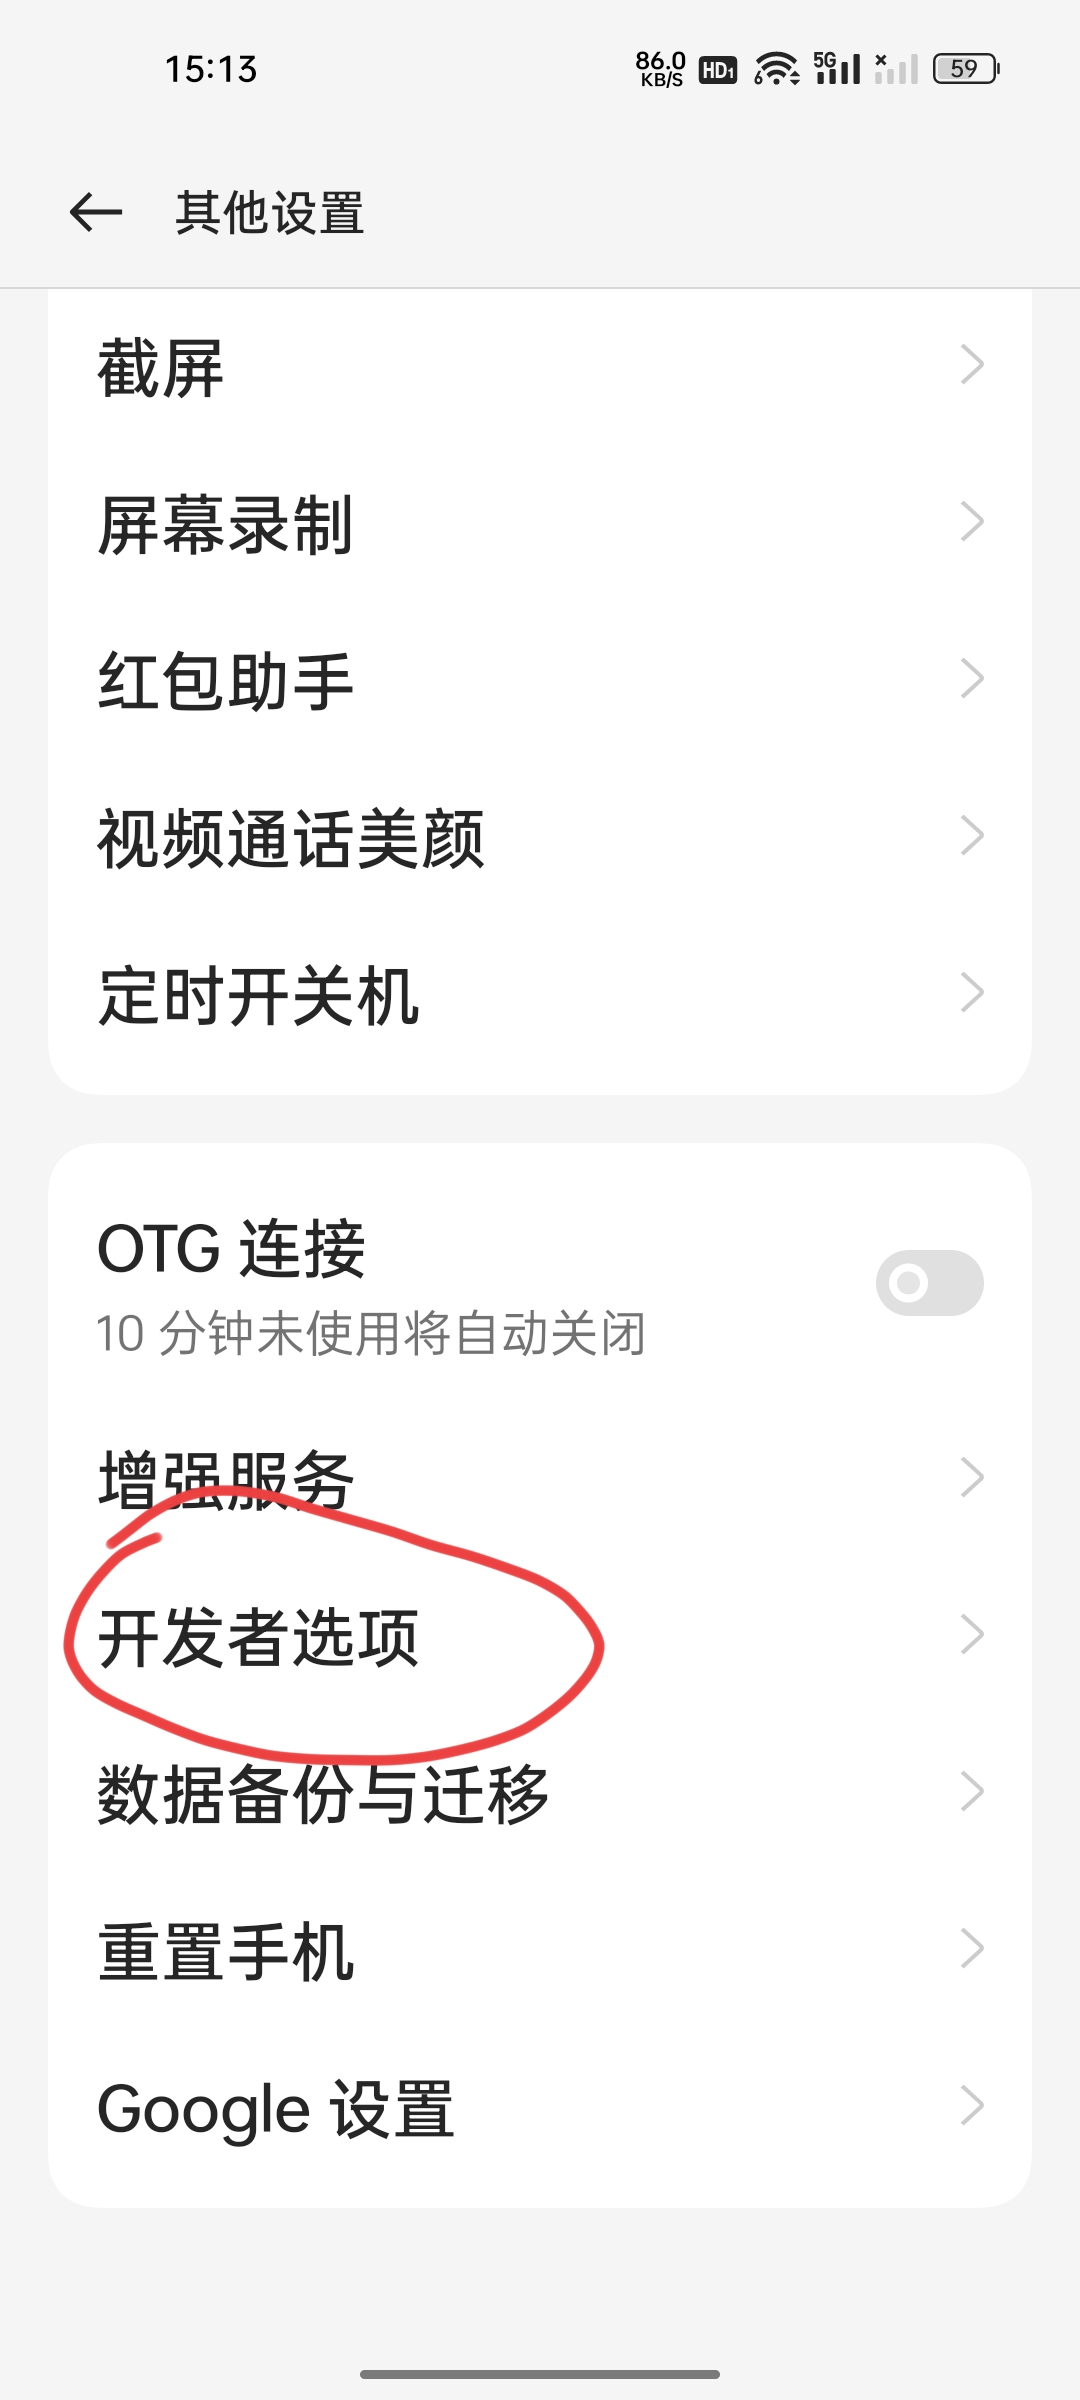 15:13
86.0 KB/S HD1 6 5G 59
其他设置
截屏
屏幕录制
红包助手
视频通话美颜
定时开关机
OTG 连接
10 分钟未使用将自动关闭
增强服务
开发者选项
数据备份与迁移
重置手机
Google 设置